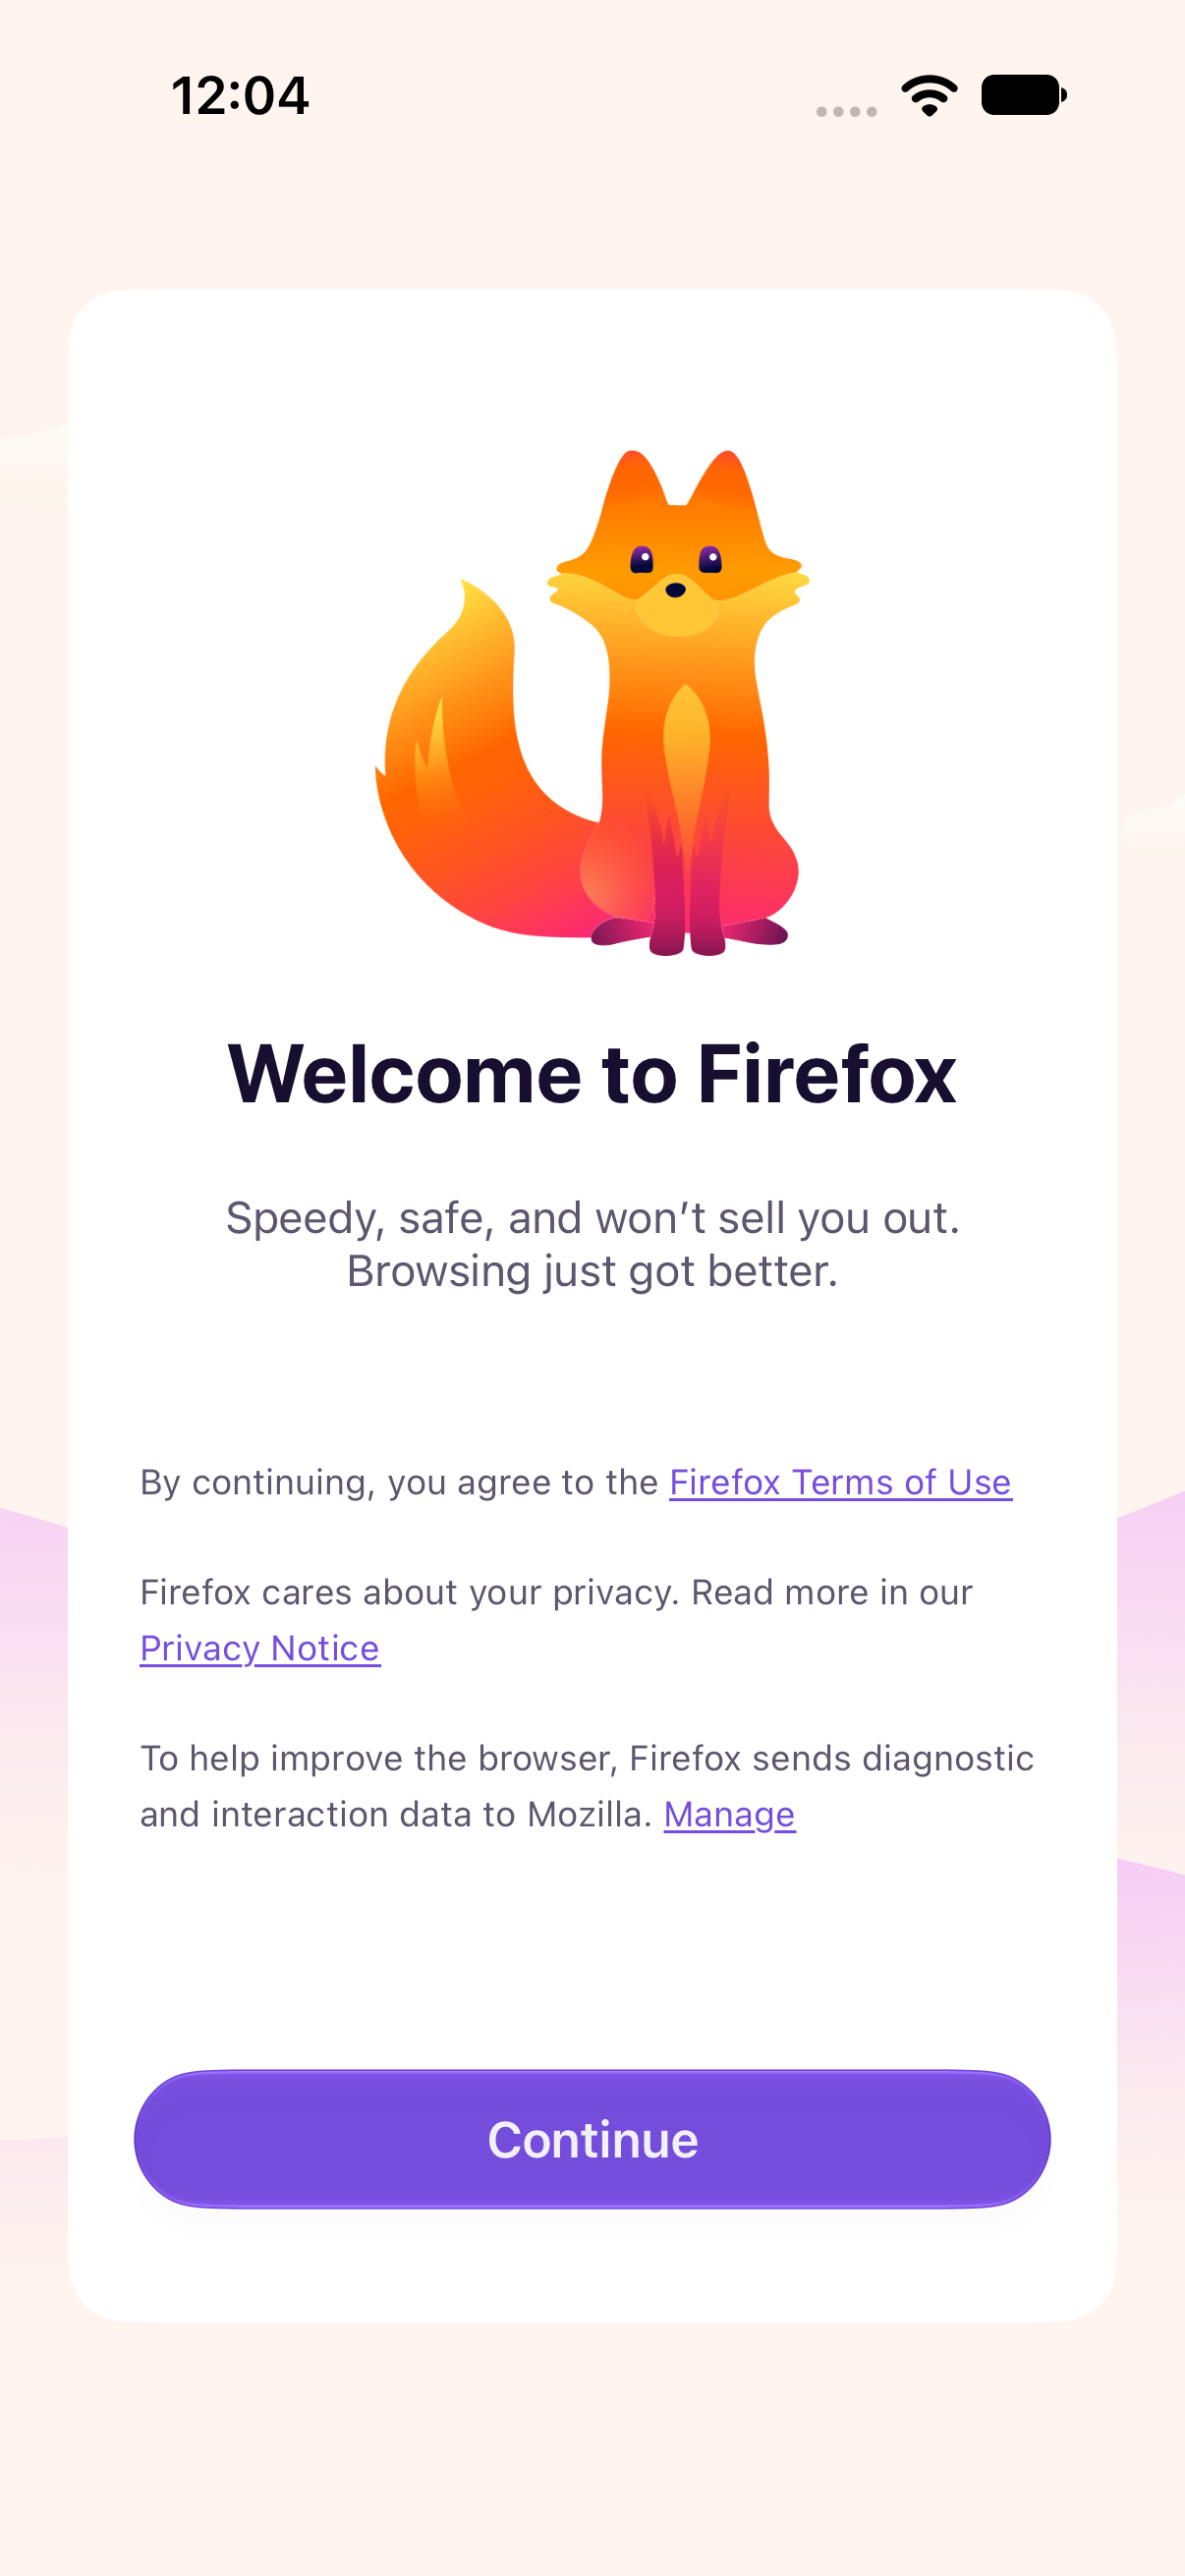 12:04
Welcome to Firefox
Speedy, safe, and won’t sell you out.
Browsing just got better.
By continuing, you agree to the Firefox Terms of Use
Firefox cares about your privacy. Read more in our
Privacy Notice
To help improve the browser, Firefox sends diagnostic
and interaction data to Mozilla. Manage
Continue